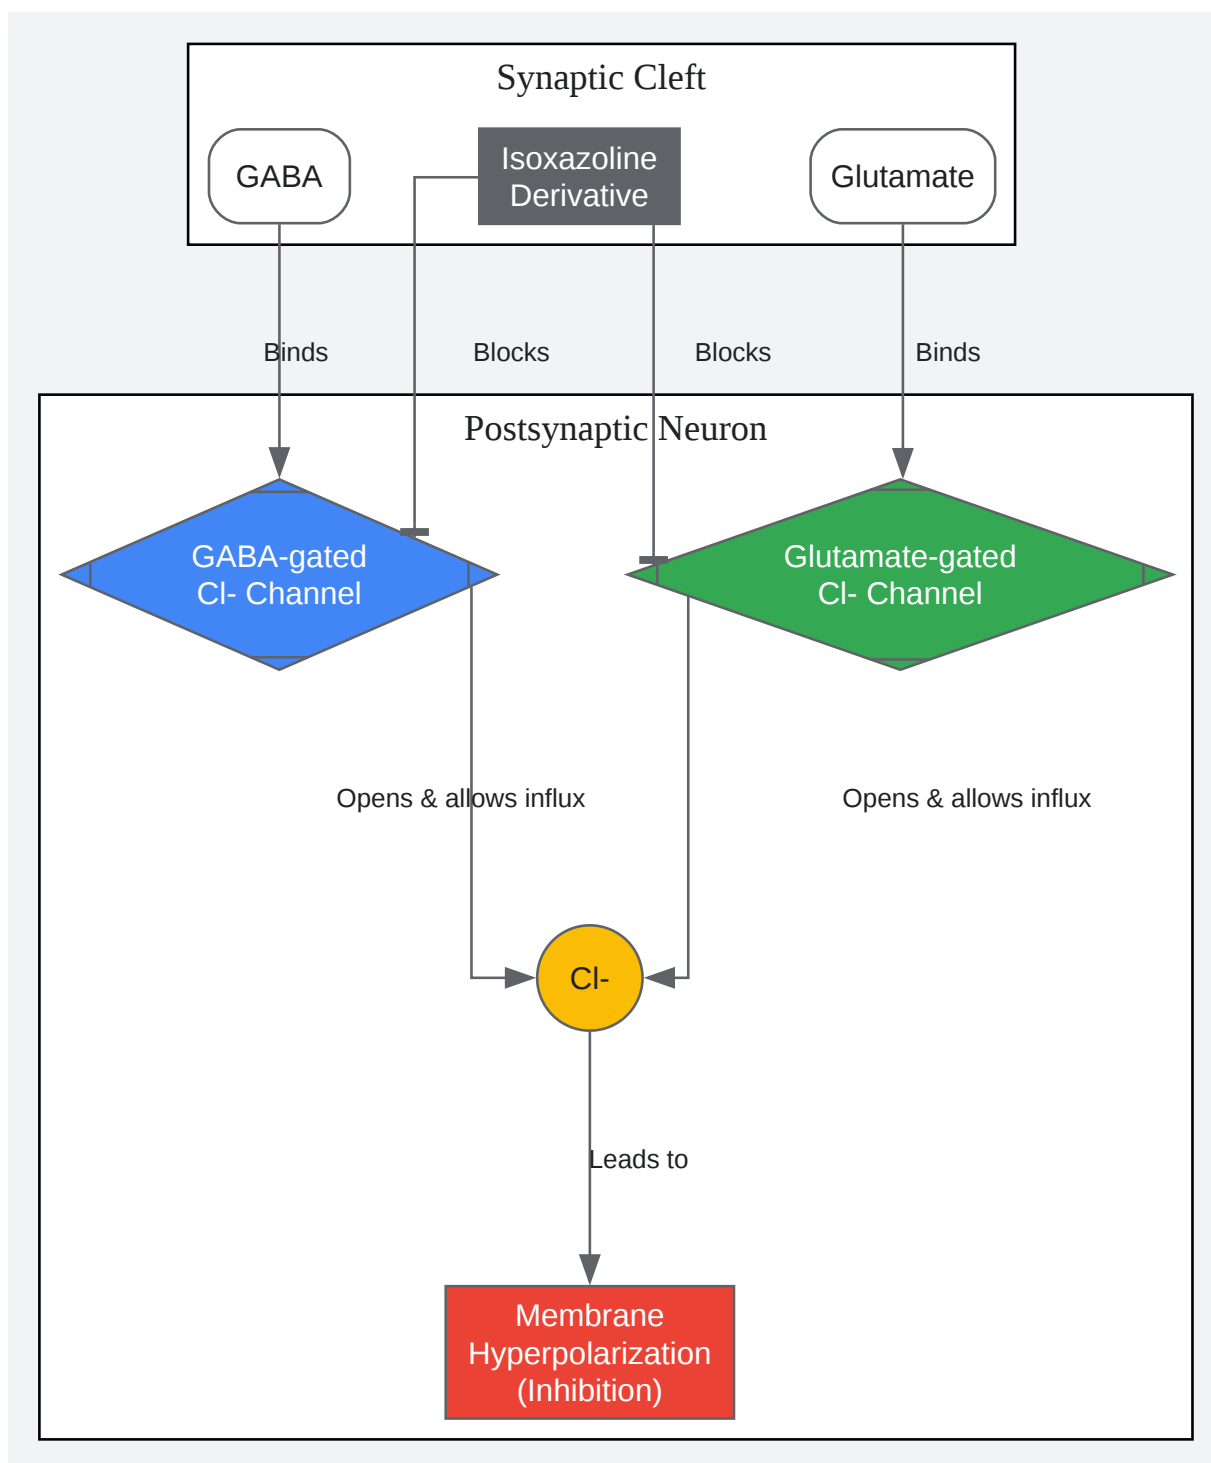 Synaptic Cleft
GABA
Isoxazoline
Derivative
Glutamate
Binds
Blocks
Blocks
Binds
Postsynaptic Neuron
GABA-gated
Cl- Channel
Glutamate-gated
Cl- Channel
Opens & allows influx
Opens & allows influx
Cl-
Leads to
Membrane
Hyperpolarization
(Inhibition)